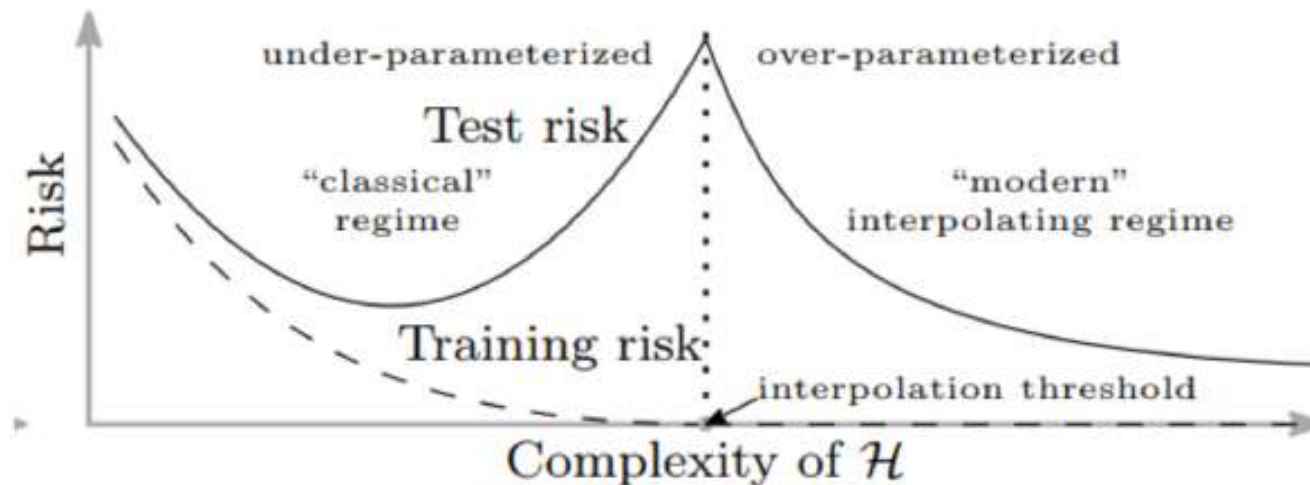 under-parameterized
over-parameterized
Test risk
“classical”
regime
“modern”
interpolating regime
Risk
Training risk
interpolation threshold
Complexity of ℋ